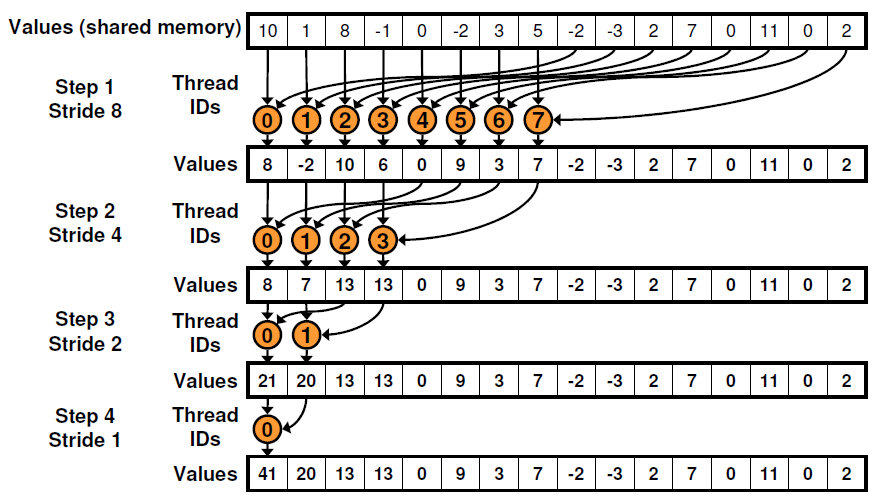 Values (shared memory) 10 1 8 -1 0 -2 3 5 -2 -3 2 7 0 11 0 2
Step 1 Thread
Stride 8 IDs
0 1 2 3 4 5 6 7
Values 8 -2 10 6 0 9 3 7 -2 -3 2 7 0 11 0 2
Step 2 Thread
Stride 4 IDs
0 1 2 3
Values 8 7 13 13 0 9 3 7 -2 -3 2 7 0 11 0 2
Step 3 Thread
Stride 2 IDs
0 1
Values 21 20 13 13 0 9 3 7 -2 -3 2 7 0 11 0 2
Step 4 Thread
Stride 1 IDs
0
Values 41 20 13 13 0 9 3 7 -2 -3 2 7 0 11 0 2